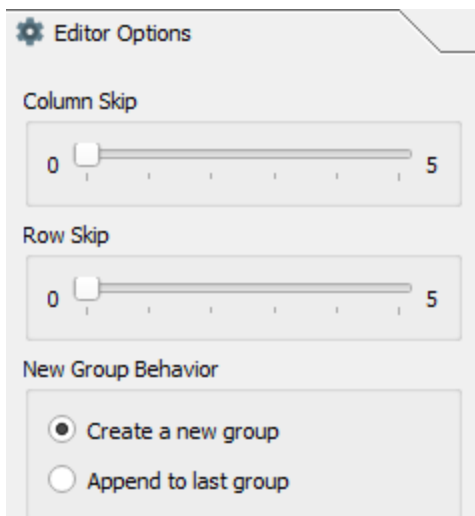 Editor Options
Column Skip
0 5
Row Skip
0 5
New Group Behavior
Create a new group
Append to last group